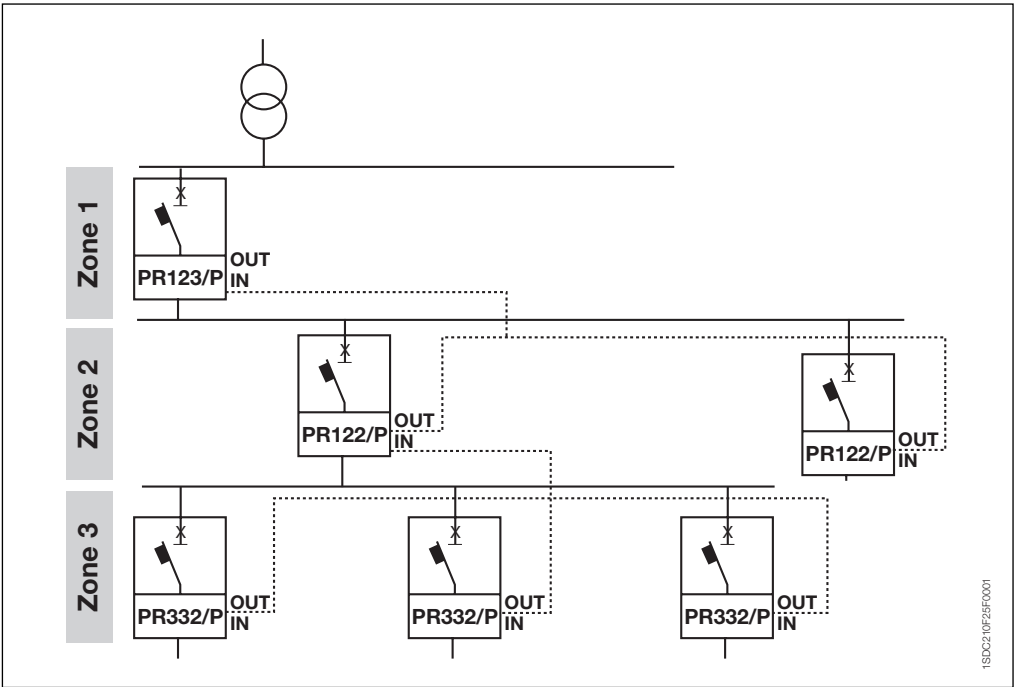 Zone 1
PR123/P
OUT
IN
Zone 2
PR122/P
OUT
IN
PR122/P
OUT
IN
Zone 3
PR332/P
OUT
IN
PR332/P
OUT
IN
PR332/P
OUT
IN
1SDC210F25F0001